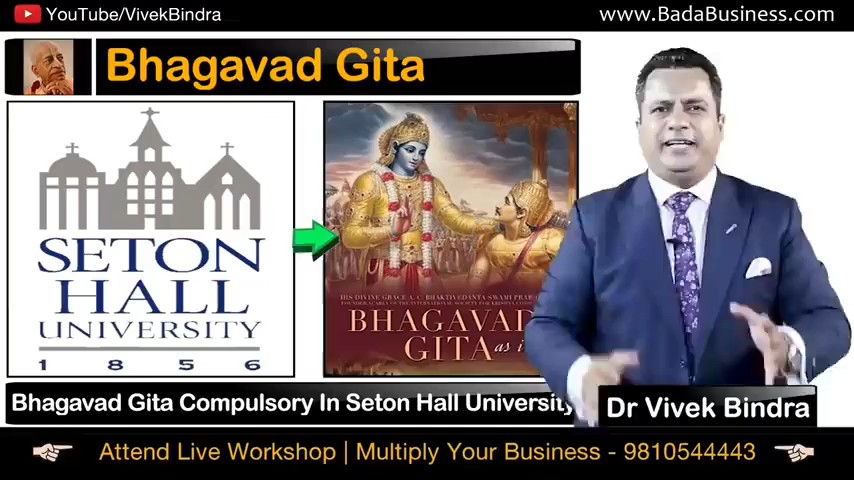 YouTube/VivekBindra
www.BadaBusiness.com
Bhagavad Gita
SETON
HALL
UNIVERSITY
1 8 5 6
HIS DIVINE GRACE A. C. BHAKTIVEDANTA SWAMI
BHAGAVAD
GITA as i
Bhagavad Gita Compulsory In Seton Hall University
Dr Vivek Bindra
Attend Live Workshop | Multiply Your Business - 9810544443